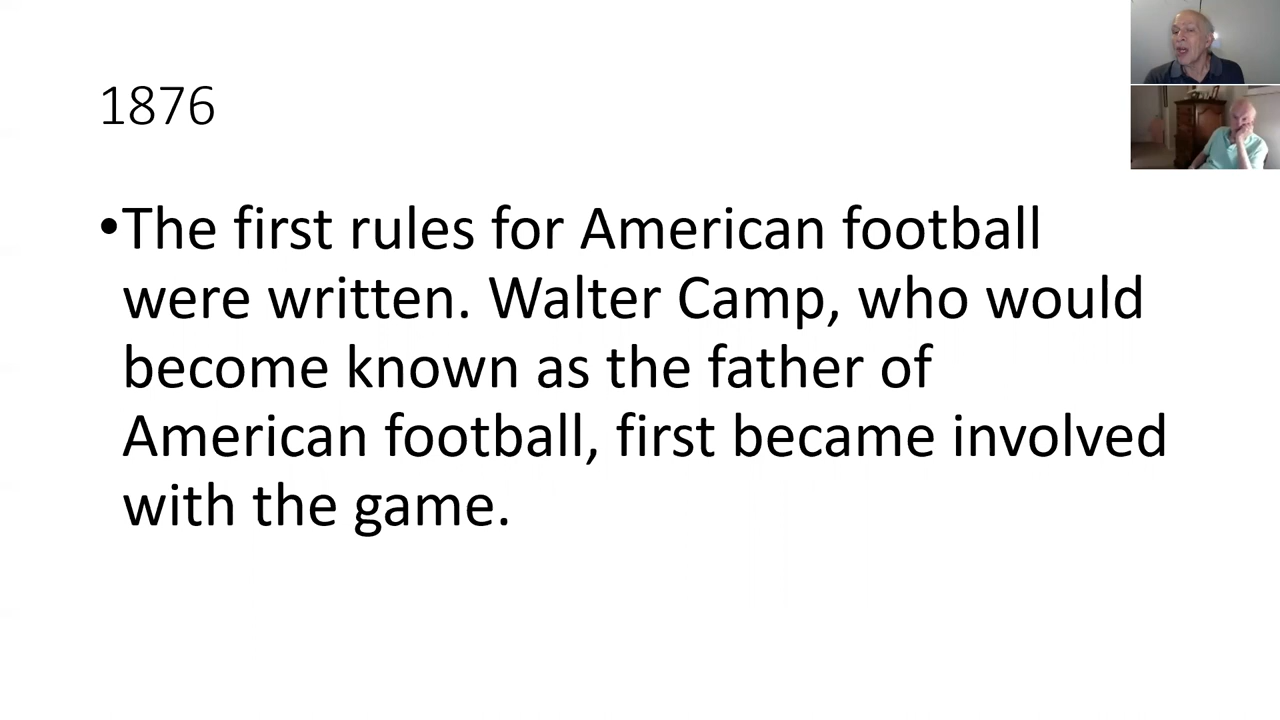 1876
•The first rules for American football
were written. Walter Camp, who would
become known as the father of
American football, first became involved
with the game.